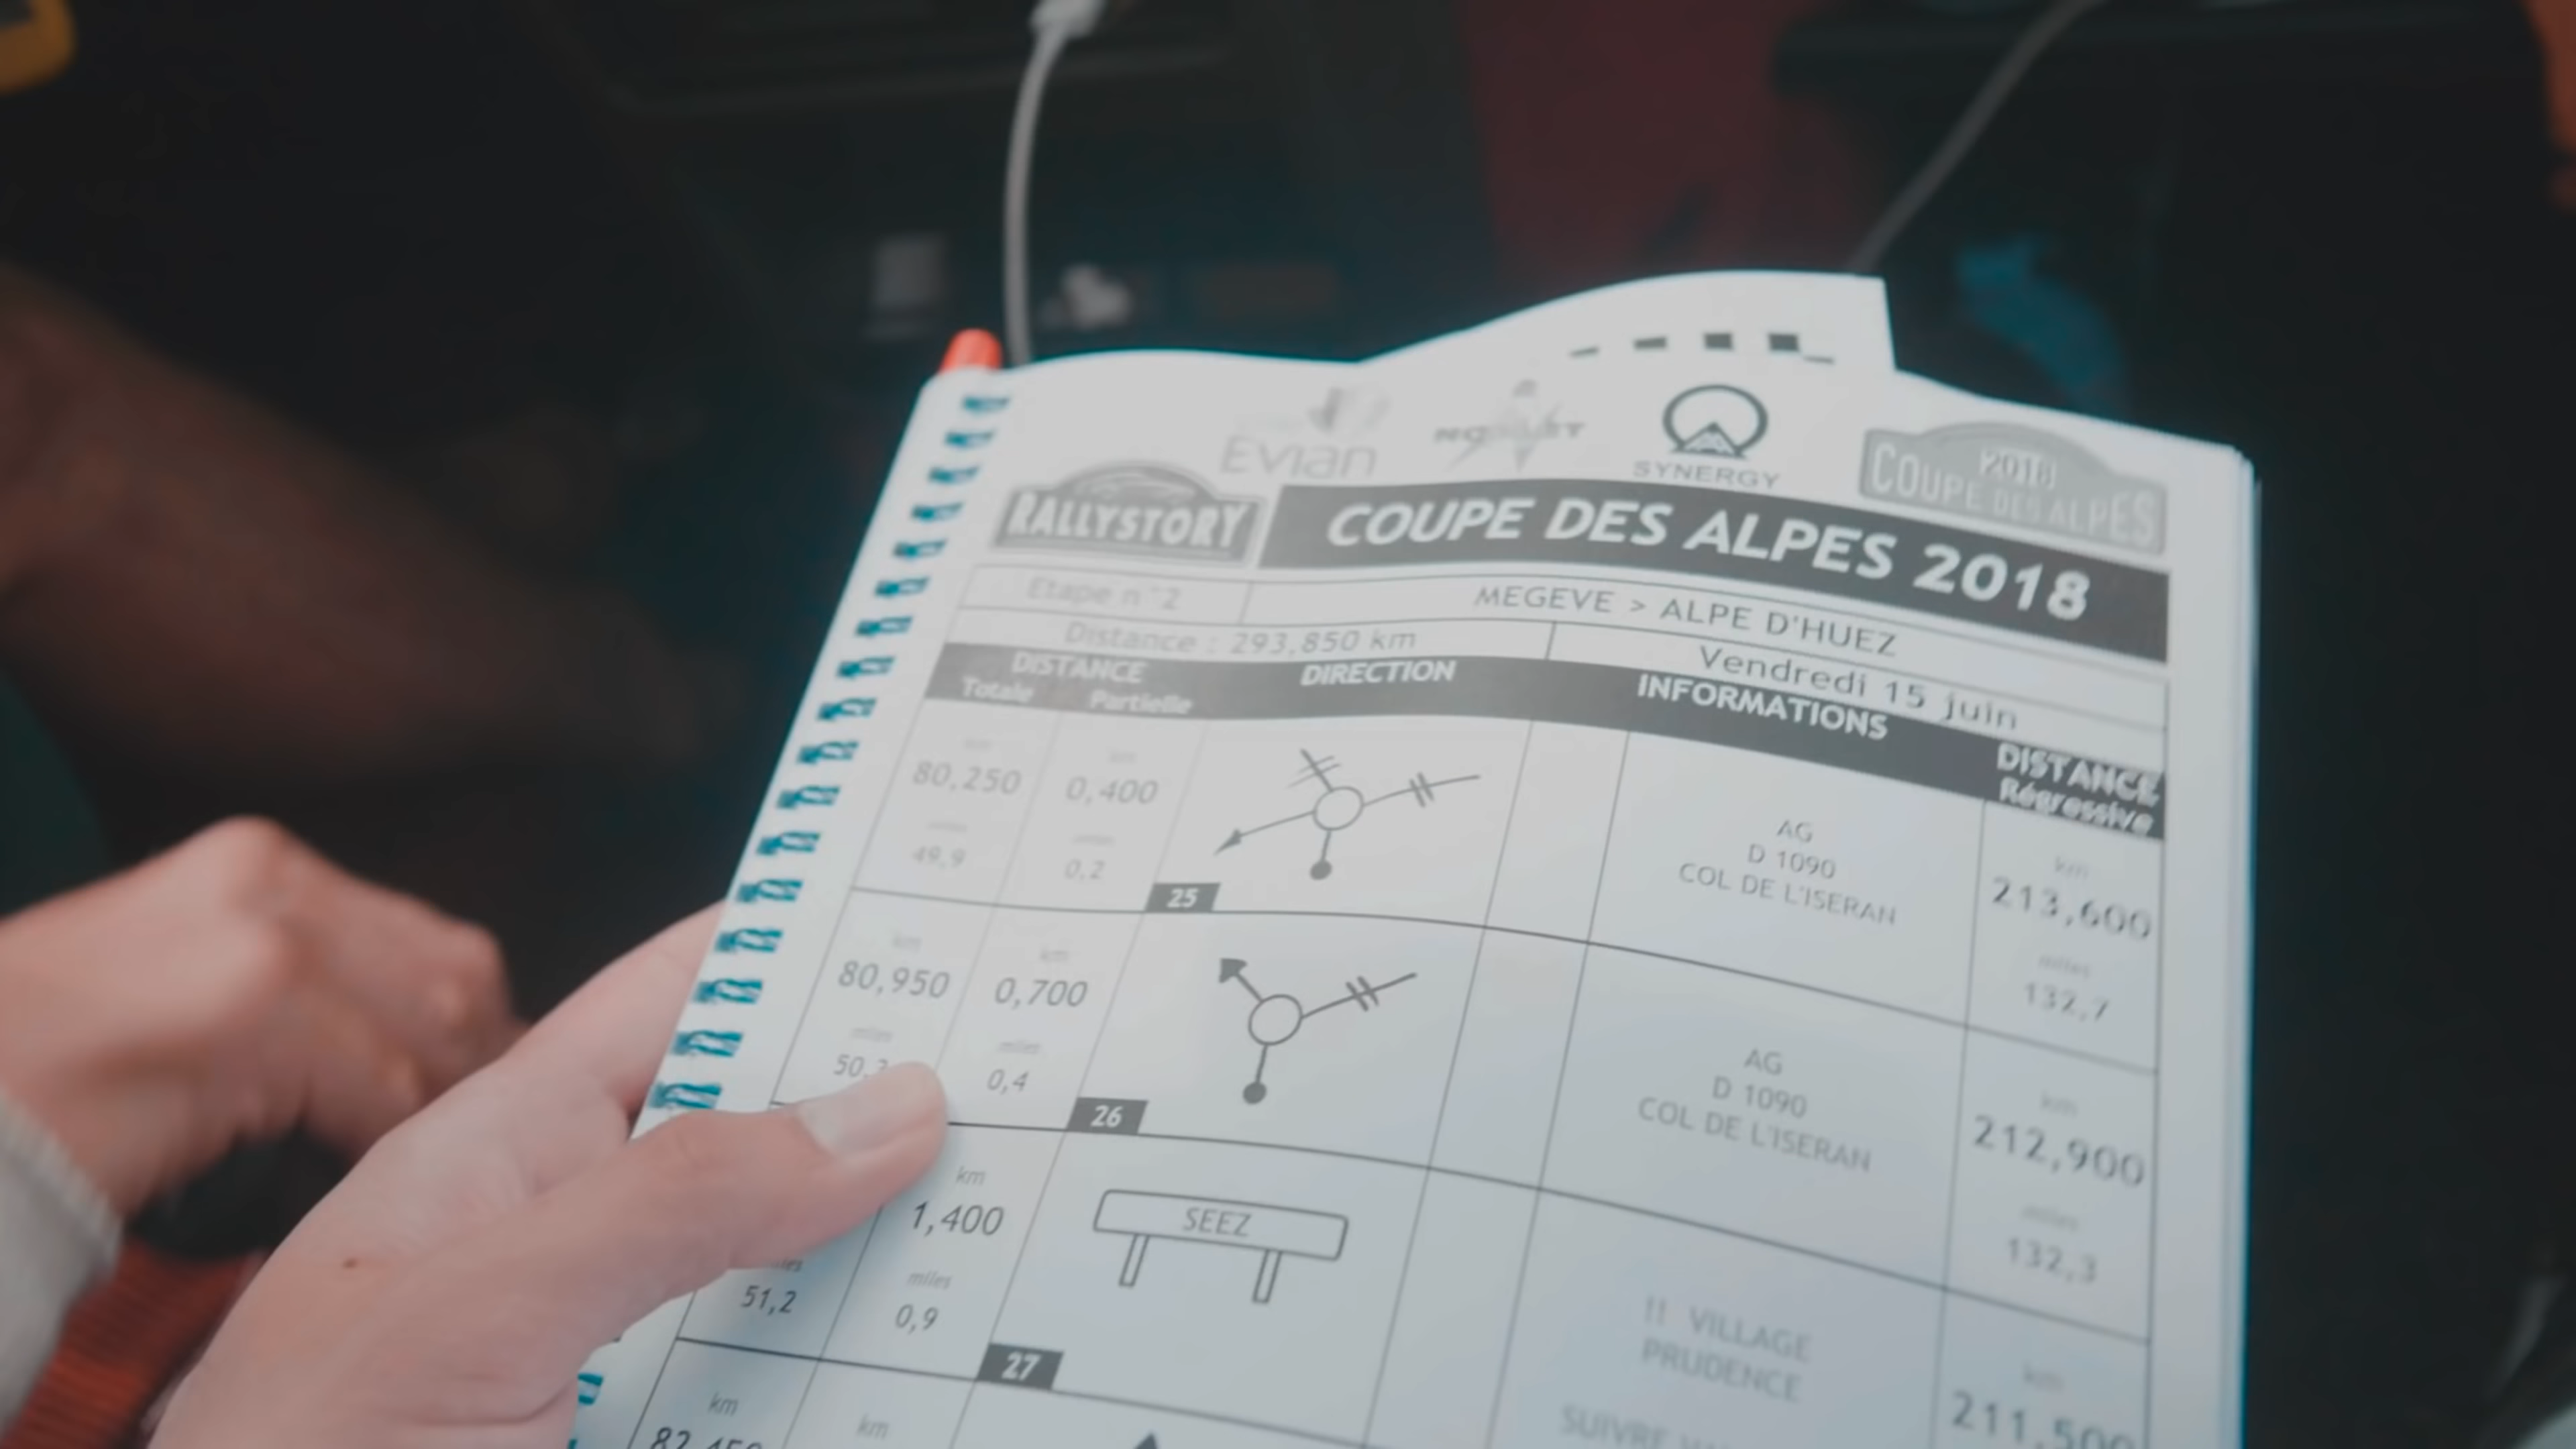 Evian
SYNERGY
2018
COUPE DES ALPES
RALLYSTORY
COUPE DES ALPES 2018
Etape n°2
MEGEVE > ALPE D'HUEZ
Distance : 293,850 km
Vendredi 15 juin
DISTANCE
Totale
Partielle
DIRECTION
INFORMATIONS
DISTANCE
Régressive
km
80,250
49,9
km
0,400
0,2
25
AG
D 1090
COL DE L'ISERAN
km
213,600
miles
132,7
km
80,950
miles
km
0,700
miles
0,4
26
AG
D 1090
COL DE L'ISERAN
km
212,900
miles
132,3
51,2
km
1,400
miles
0,9
SEEZ
27
!! VILLAGE
PRUDENCE
SUIVRE
km
211,500
km
km